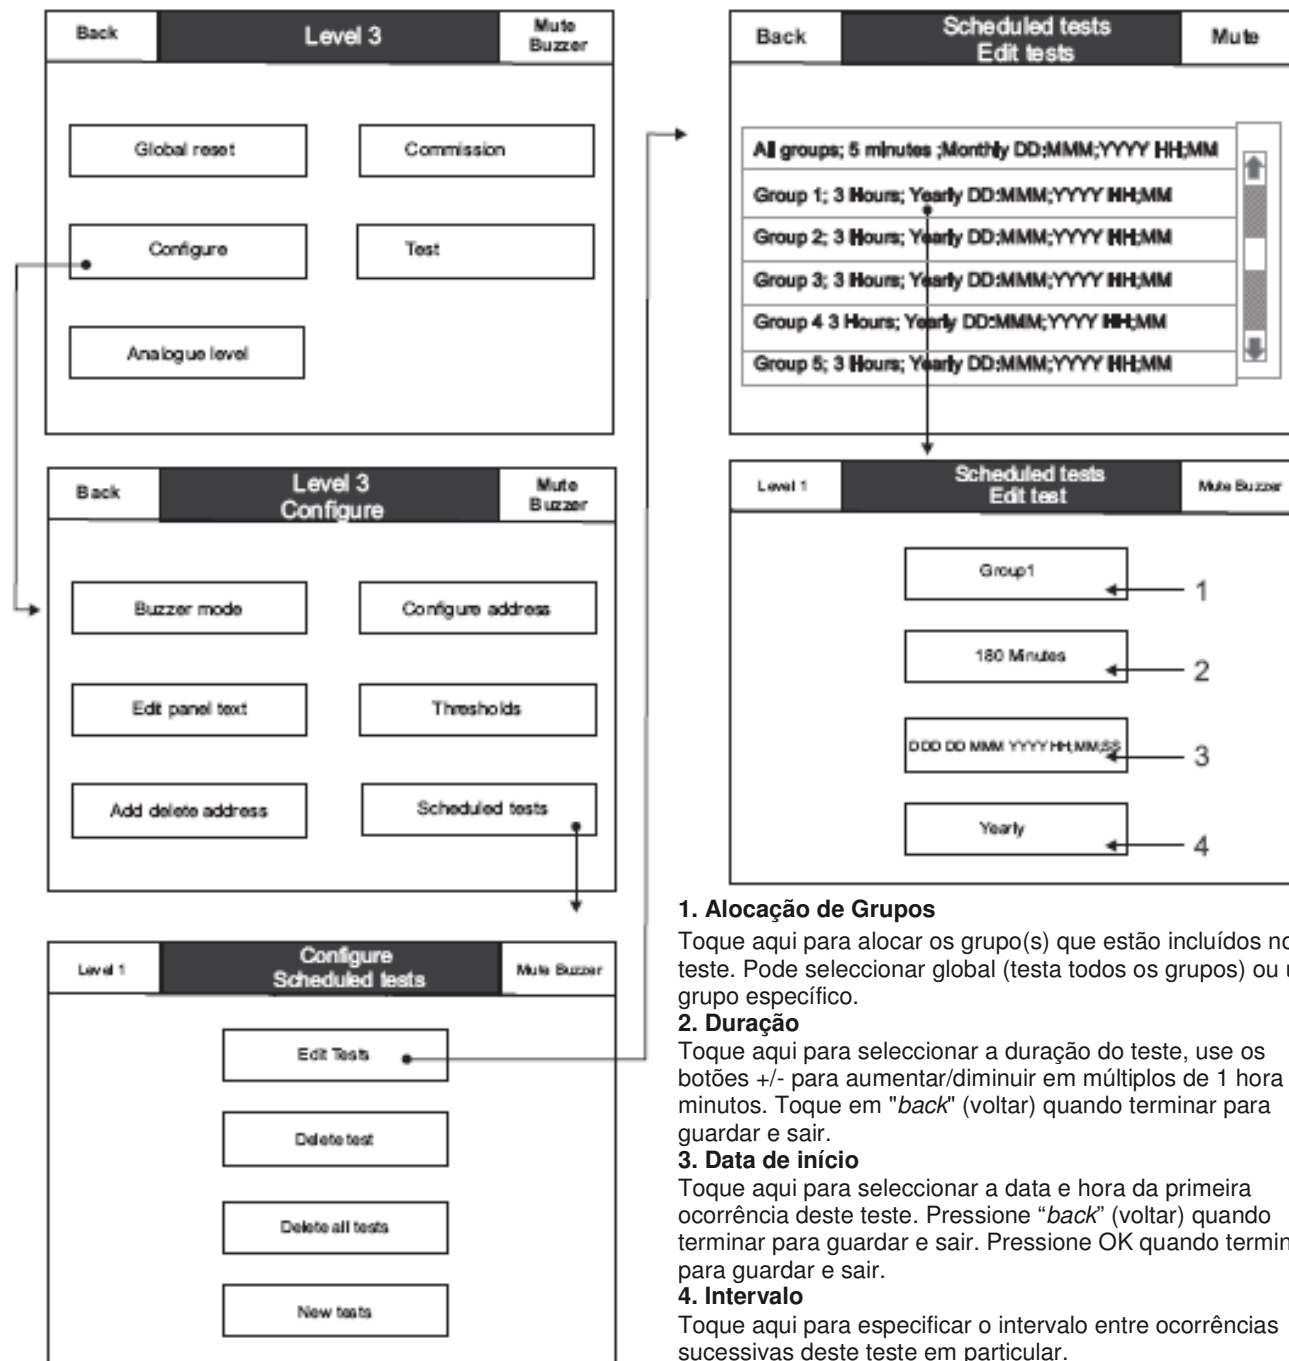 Back
Level 3
Mute
Buzzer
Global reset
Commission
Configure
Test
Analogue level
Back
Level 3
Configure
Mute
Buzzer
Buzzer mode
Configure address
Edit panel text
Thresholds
Add delete address
Scheduled tests
Level 1
Configure
Scheduled tests
Mute Buzzer
Edit Tests
Delete test
Delete all tests
New tests
Back
Scheduled tests
Edit tests
Mute
All groups; 5 minutes ;Monthly DD:MMM;YYYY HH;MM
Group 1; 3 Hours; Yearly DD:MMM;YYYY HH;MM
Group 2; 3 Hours; Yearly DD:MMM;YYYY HH;MM
Group 3; 3 Hours; Yearly DD:MMM;YYYY HH;MM
Group 4 3 Hours; Yearly DD:MMM;YYYY HH;MM
Group 5; 3 Hours; Yearly DD:MMM;YYYY HH;MM
Level 1
Scheduled tests
Edit test
Mute Buzzer
Group1
1
180 Minutes
2
DDD DD MMM YYYY HH;MM;SS
3
Yearly
4
1. Alocação de Grupos
Toque aqui para alocar os grupo(s) que estão incluídos no
teste. Pode seleccionar global (testa todos os grupos) ou
grupo específico.
2. Duração
Toque aqui para seleccionar a duração do teste, use os
botões +/- para aumentar/diminuir em múltiplos de 1 hora
minutos. Toque em "back" (voltar) quando terminar para
guardar e sair.
3. Data de início
Toque aqui para seleccionar a data e hora da primeira
ocorrência deste teste. Pressione “back” (voltar) quando
terminar para guardar e sair. Pressione OK quando termin
para guardar e sair.
4. Intervalo
Toque aqui para especificar o intervalo entre ocorrências
sucessivas deste teste em particular.